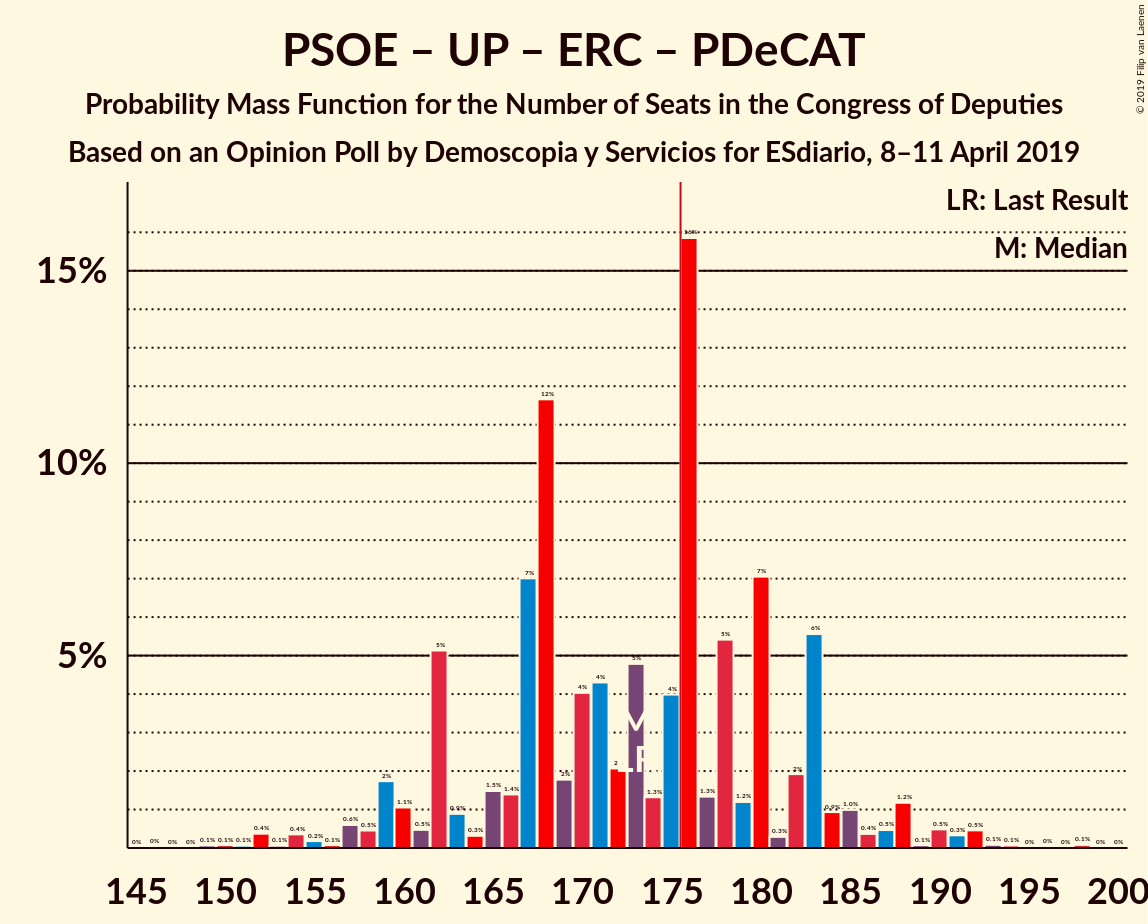 PSOE – UP – ERC – PDeCAT
Probability Mass Function for the Number of Seats in the Congress of Deputies
Based on an Opinion Poll by Demoscopia y Servicios for ESdiario, 8–11 April 2019
© 2019 Filip van Laenen
LR: Last Result
M: Median
15%
10%
5%
0% 0% 0% 0% 0.1% 0.1% 0.1% 0.4% 0.1% 0.4% 0.2% 0.1% 0.6% 0.5% 2% 1.1% 0.5% 5% 0.9% 0.3% 1.5% 1.4% 7% 12% 2% 4% 4% 5% 1.3% 4% 16% 1.3% 5% 1.2% 7% 0.3% 2% 6% 0.9% 1.0% 0.4% 0.5% 1.2% 0.1% 0.5% 0.3% 0.5% 0.1% 0.1% 0% 0% 0% 0.1% 0% 0%
145 150 155 160 165 170 175 180 185 190 195 200